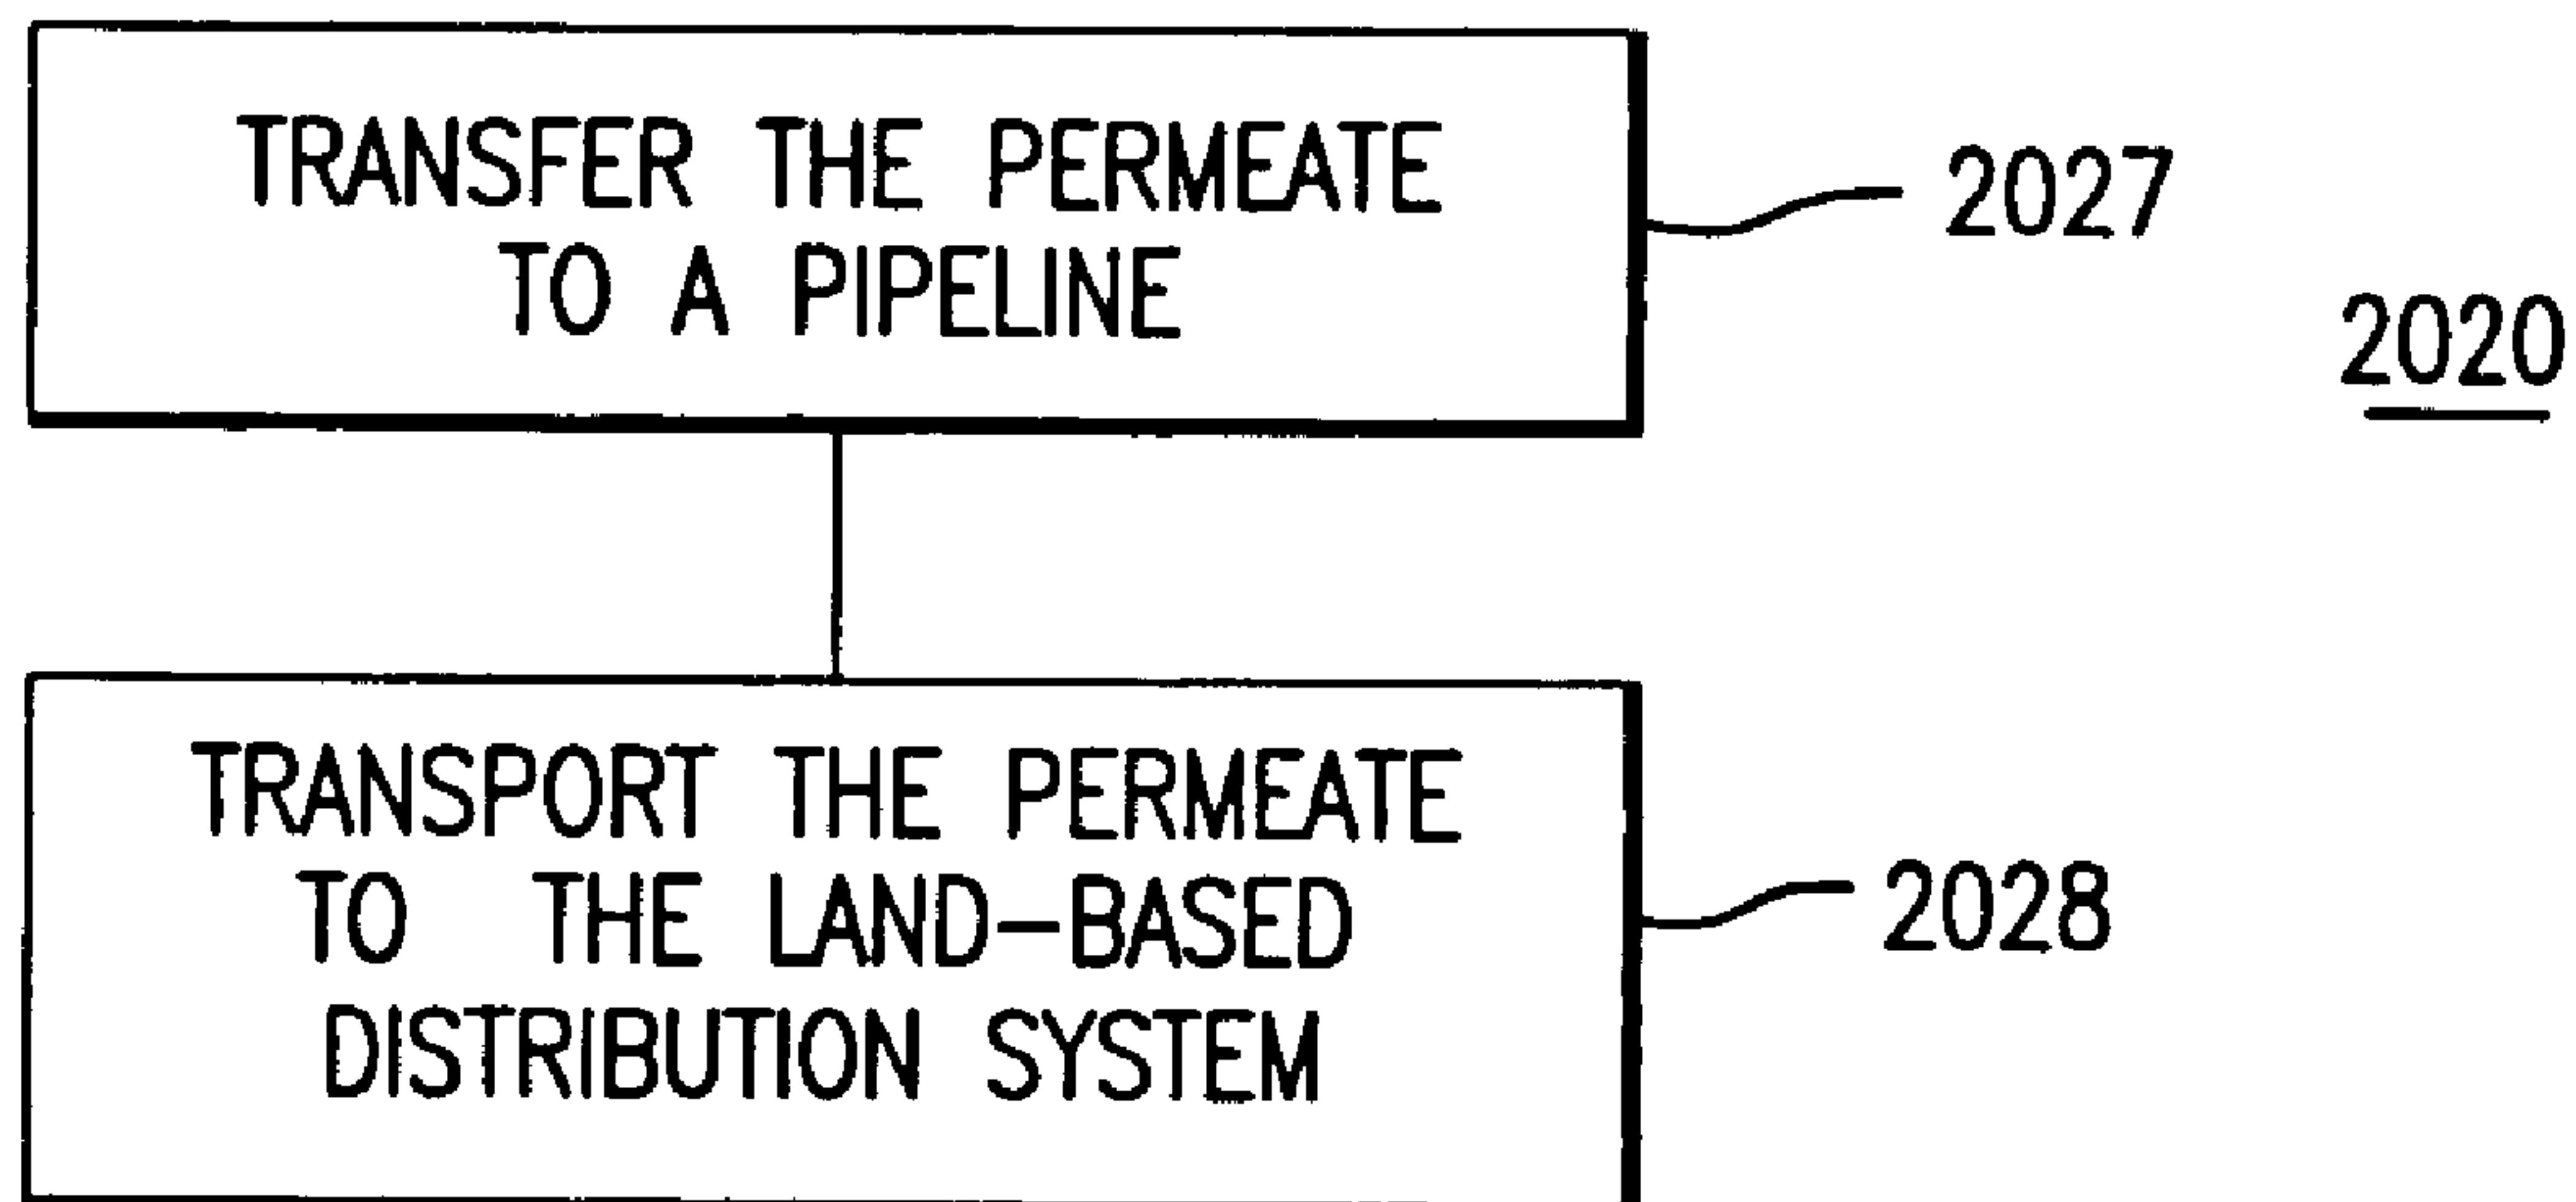 TRANSFER THE PERMEATE
TO A PIPELINE
2027
2020
TRANSPORT THE PERMEATE
TO THE LAND-BASED
DISTRIBUTION SYSTEM
2028